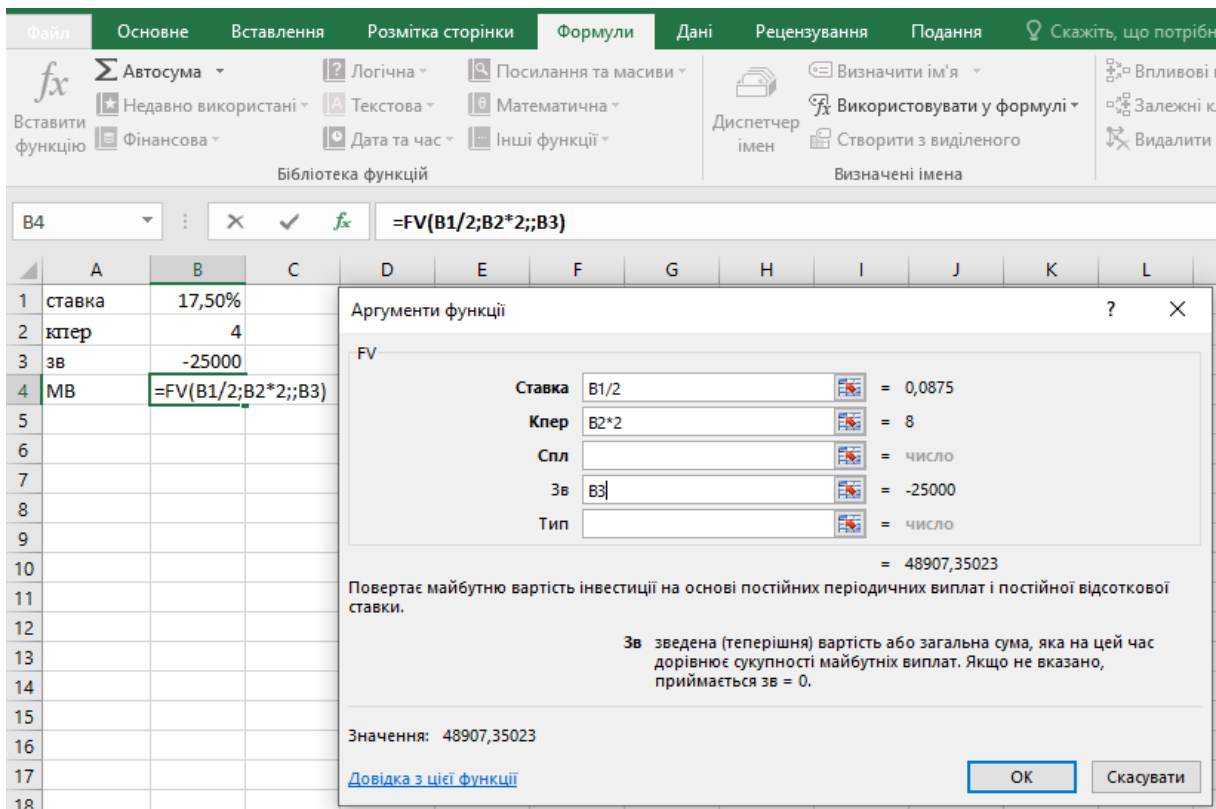 Файл Основне Вставлення Розмітка сторінки Формули Дані Рецензування Подання Скажіть, що потрібн
fx Вставити функцію
Σ Автосума
Недавно використані
Фінансова
Логічна
Текстова
Дата та час
Посилання та масиви
Математична
Інші функції
Бібліотека функцій
Диспетчер імен
Визначити ім'я
Використовувати у формулі
Створити з виділеного
Визначені імена
Впливові
Залежні к
Видалити
B4 fx =FV(B1/2;B2*2;;B3)
A B C D E F G H I J K L
1 ставка 17,50%
2 кпер 4
3 зв -25000
4 МВ =FV(B1/2;B2*2;;B3)
5
6
7
8
9
10
11
12
13
14
15
16
17
18
Аргументи функції ?
FV
Ставка B1/2 = 0,0875
Кпер B2*2 = 8
Спл = число
Зв B3 = -25000
Тип = число
= 48907,35023
Повертає майбутню вартість інвестиції на основі постійних періодичних виплат і постійної відсоткової
ставки.
Зв зведена (теперішня) вартість або загальна сума, яка на цей час
дорівнює сукупності майбутніх виплат. Якщо не вказано,
приймається зв = 0.
Значення: 48907,35023
Довідка з цієї функції
ОК Скасувати